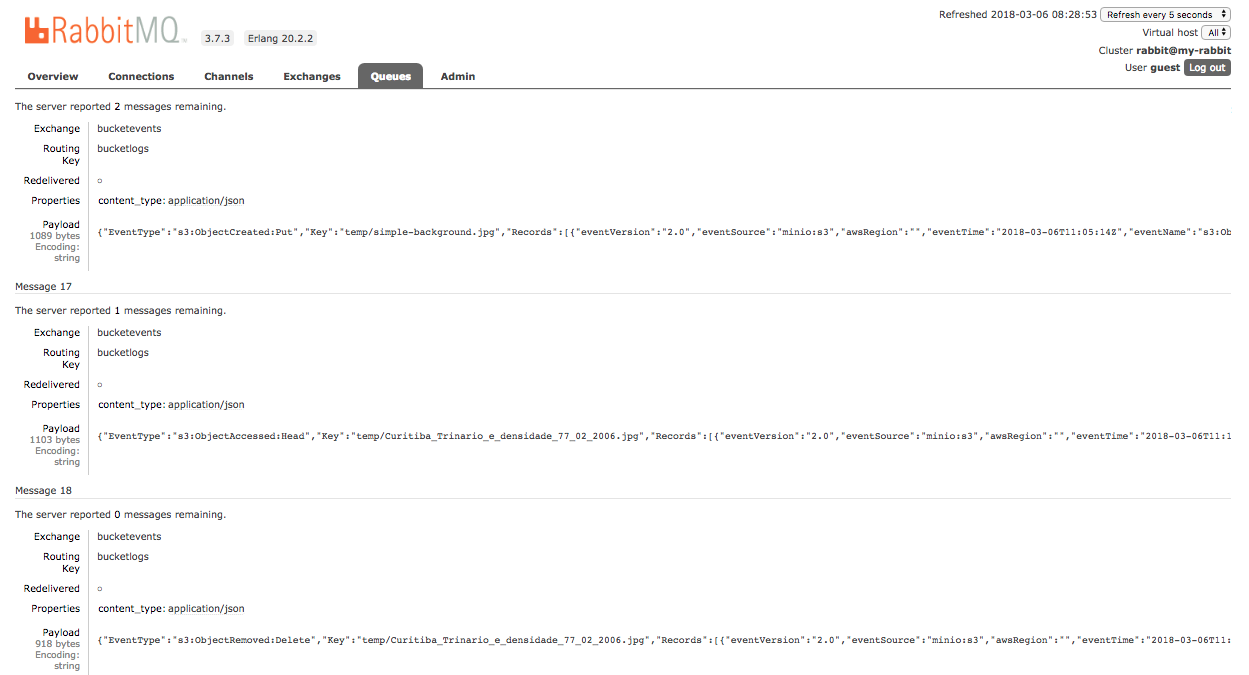 Refreshed 2018-03-06 08:28:53 Refresh every 5 seconds
RabbitMQ 3.7.3 Erlang 20.2.2
Virtual host All
Cluster rabbit@my-rabbit
User guest Log out
Overview Connections Channels Exchanges Queues Admin
The server reported 2 messages remaining.
Exchange bucketevents
Routing bucketlogs
Key
Redelivered ○
Properties content_type: application/json
Payload
1089 bytes
Encoding:
string
{"EventType":"s3:ObjectCreated:Put","Key":"temp/simple-background.jpg","Records":[{"eventVersion":"2.0","eventSource":"minio:s3","awsRegion":"","eventTime":"2018-03-06T11:05:14Z","eventName":"s3:Ob
Message 17
The server reported 1 messages remaining.
Exchange bucketevents
Routing bucketlogs
Key
Redelivered ○
Properties content_type: application/json
Payload
1103 bytes
Encoding:
string
{"EventType":"s3:ObjectAccessed:Head","Key":"temp/Curitiba_Trinario_e_densidade_77_02_2006.jpg","Records":[{"eventVersion":"2.0","eventSource":"minio:s3","awsRegion":"","eventTime":"2018-03-06T11:1
Message 18
The server reported 0 messages remaining.
Exchange bucketevents
Routing bucketlogs
Key
Redelivered ○
Properties content_type: application/json
Payload
918 bytes
Encoding:
string
{"EventType":"s3:ObjectRemoved:Delete","Key":"temp/Curitiba_Trinario_e_densidade_77_02_2006.jpg","Records":[{"eventVersion":"2.0","eventSource":"minio:s3","awsRegion":"","eventTime":"2018-03-06T11: